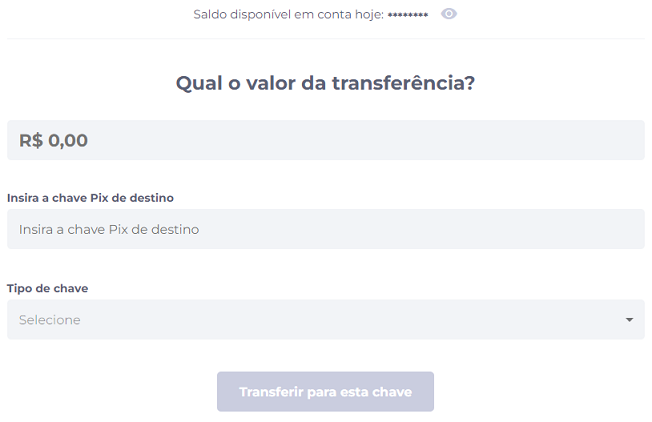 Saldo disponível em conta hoje: ********
Qual o valor da transferência?
R$ 0,00
Insira a chave Pix de destino
Insira a chave Pix de destino
Tipo de chave
Selecione
Transferir para esta chave